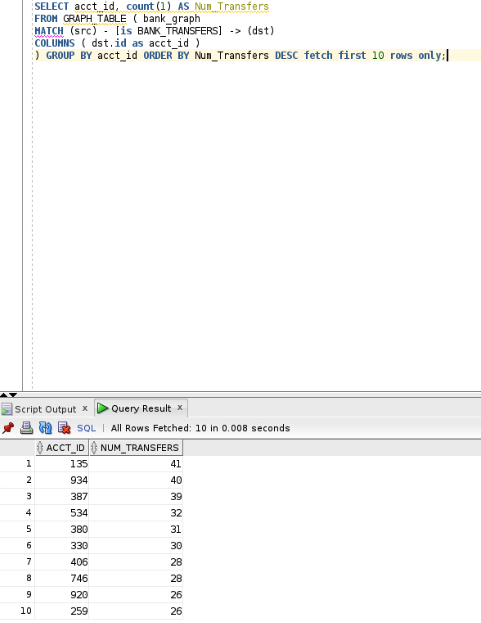 SELECT acct_id, count(1) AS Num_Transfers
FROM GRAPH_TABLE ( bank_graph
MATCH (src) - [is BANK_TRANSFERS] -> (dst)
COLUMNS ( dst.id as acct_id )
) GROUP BY acct_id ORDER BY Num_Transfers DESC fetch first 10 rows only;
Script Output x Query Result x
SQL | All Rows Fetched: 10 in 0.008 seconds
ACCT_ID NUM_TRANSFERS
1 135 41
2 934 40
3 387 39
4 534 32
5 380 31
6 330 30
7 406 28
8 746 28
9 920 26
10 259 26